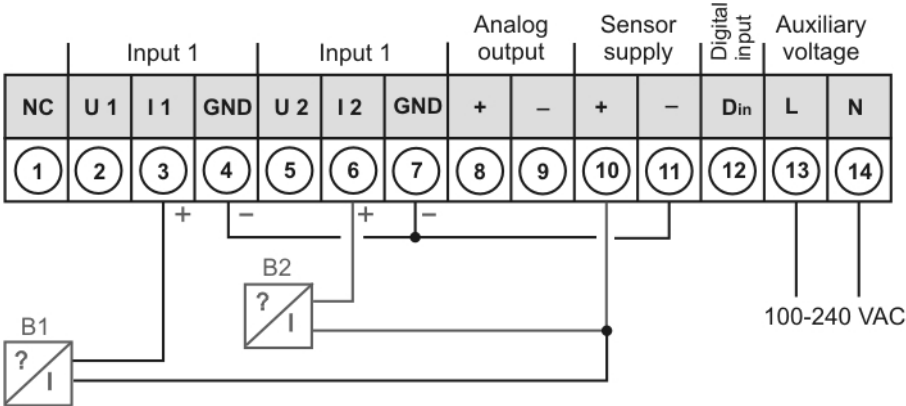 Input 1 Input 1 Analog output Sensor supply Digital input Auxiliary voltage
NC U 1 I 1 GND U 2 I 2 GND + – + – Din L N
1 2 3 4 5 6 7 8 9 10 11 12 13 14
+ – + –
B2
? I
100-240 VAC
B1
? I